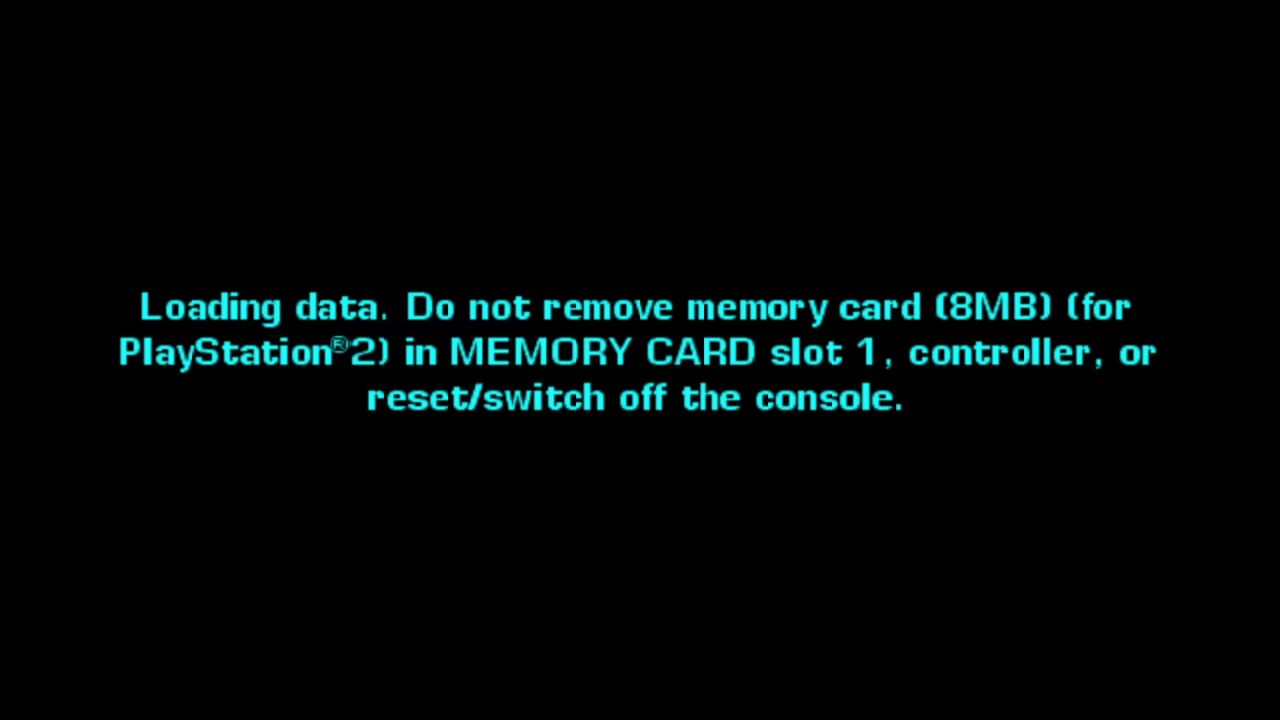 Loading data. Do not remove memory card (8MB) (for
PlayStation®2) in MEMORY CARD slot 1, controller, or
reset/switch off the console.